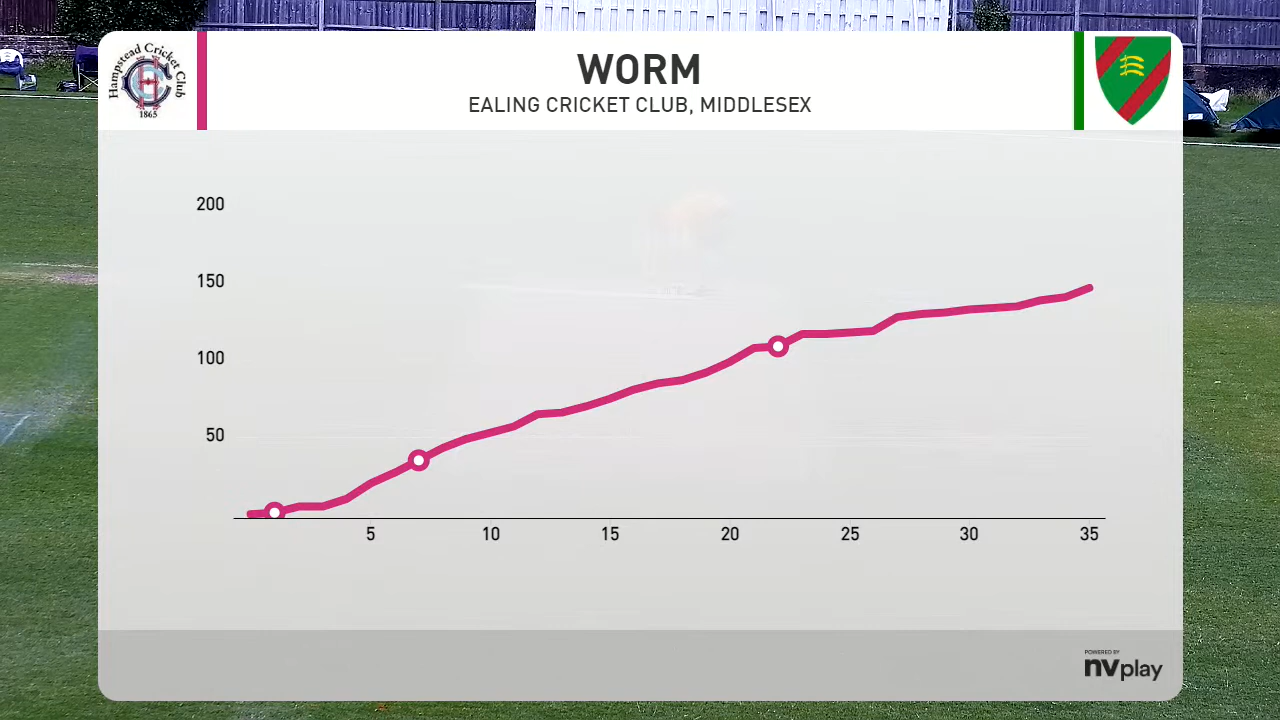 Hampstead Cricket Club
1865
WORM
EALING CRICKET CLUB, MIDDLESEX
200
150
100
50
5 10 15 20 25 30 35
POWERED BY
nvplay